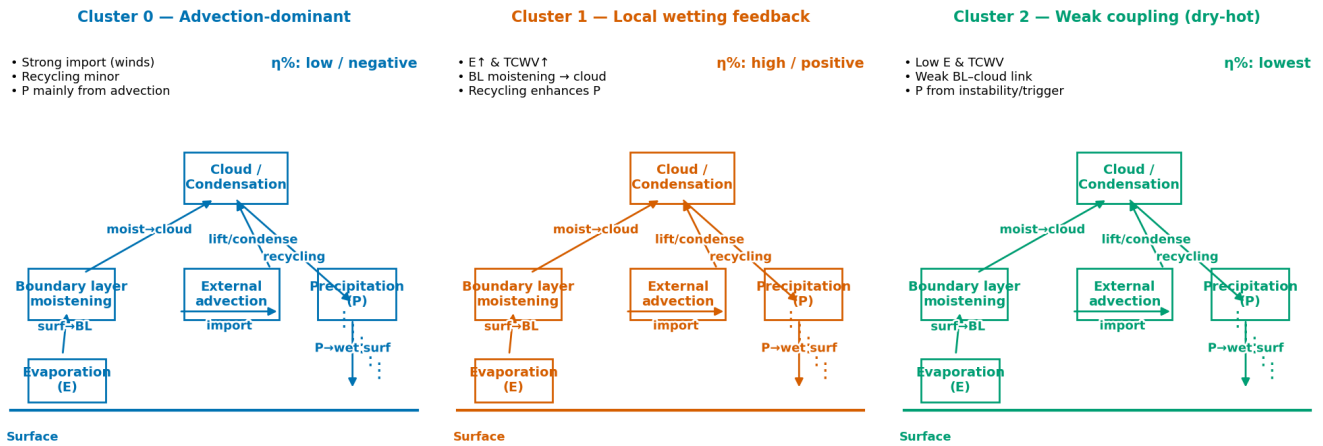 Cluster 0 — Advection-dominant
• Strong import (winds)
• Recycling minor
• P mainly from advection
η%: low / negative
Cloud /
Condensation
moist→cloud
lift/condense
recycling
Boundary layer
moistening
External
advection
Precipitation
(P)
surf→BL
import
P→wet surf
Evaporation
(E)
Surface
Cluster 1 — Local wetting feedback
• E↑ & TCWV↑
• BL moistening → cloud
• Recycling enhances P
η%: high / positive
Cloud /
Condensation
moist→cloud
lift/condense
recycling
Boundary layer
moistening
External
advection
Precipitation
(P)
surf→BL
import
P→wet surf
Evaporation
(E)
Surface
Cluster 2 — Weak coupling (dry-hot)
• Low E & TCWV
• Weak BL–cloud link
• P from instability/trigger
η%: lowest
Cloud /
Condensation
moist→cloud
lift/condense
recycling
Boundary layer
moistening
External
advection
Precipitation
(P)
surf→BL
import
P→wet surf
Evaporation
(E)
Surface